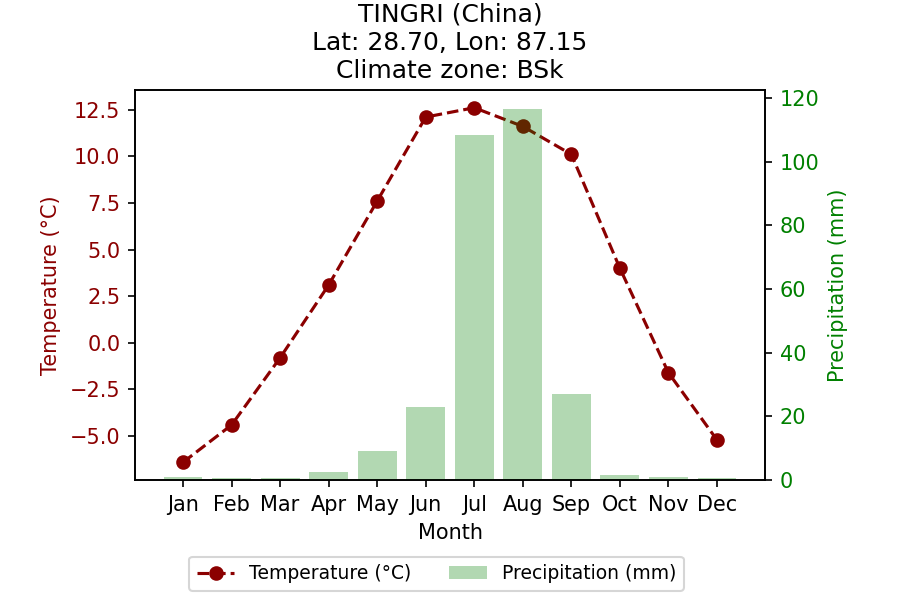 TINGRI (China)
Lat: 28.70, Lon: 87.15
Climate zone: BSk
12.5
10.0
7.5
5.0
2.5
0.0
−2.5
−5.0
Temperature (°C)
120
100
80
60
40
20
0
Precipitation (mm)
Jan Feb Mar Apr May Jun Jul Aug Sep Oct Nov Dec
Month
Temperature (°C) Precipitation (mm)